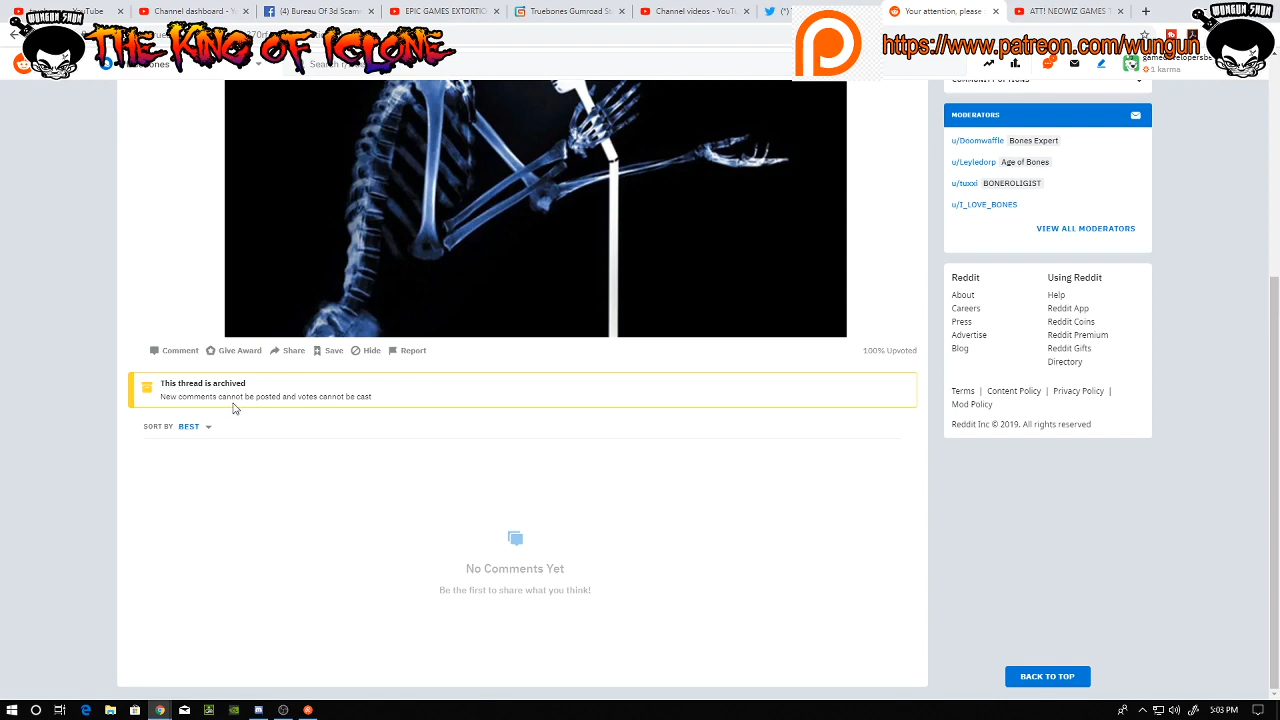 YouTube
Channel dashboard - Y
(4) Bureau Of 3d Scam
EPIC GAMES EXTORTIO
Truebones Gumroad St
Channel videos - YouT
Your attention, please
ATT! NEOWIZ GAMES T
WUNGUN SHUN
THE KING OF ICLONE
https://www.patreon.com/wungun
WUNGUN SHUN
1 karma
COMMUNITY OPTIONS
MODERATORS
u/Doomwaffle Bones Expert
u/Leyledorp Age of Bones
u/tuxxi BONEROLIGIST
u/I_LOVE_BONES
VIEW ALL MODERATORS
Reddit Using Reddit
About Help
Careers Reddit App
Press Reddit Coins
Advertise Reddit Premium
Blog Reddit Gifts
Directory
Terms | Content Policy | Privacy Policy |
Mod Policy
Reddit Inc © 2019. All rights reserved
Comment Give Award Share Save Hide Report 100% Upvoted
This thread is archived
New comments cannot be posted and votes cannot be cast
SORT BY BEST
No Comments Yet
Be the first to share what you think!
BACK TO TOP
5:03 PM